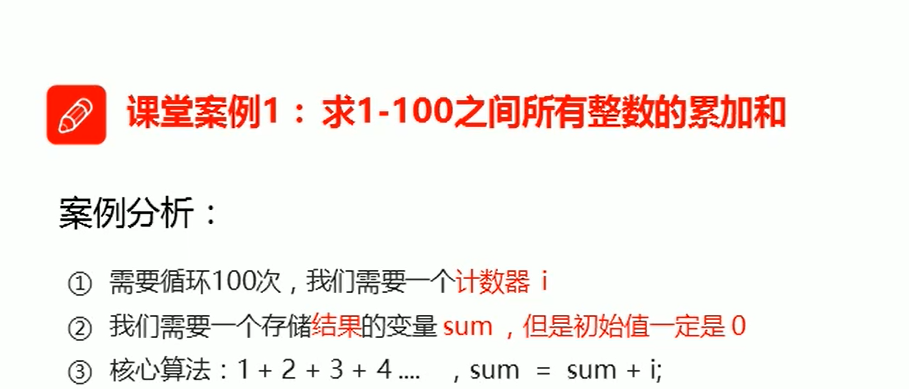 课堂案例1：求1-100之间所有整数的累加和
案例分析：
① 需要循环100次，我们需要一个计数器 i
② 我们需要一个存储结果的变量 sum ，但是初始值一定是 0
③ 核心算法：1 + 2 + 3 + 4 .... ，sum = sum + i;